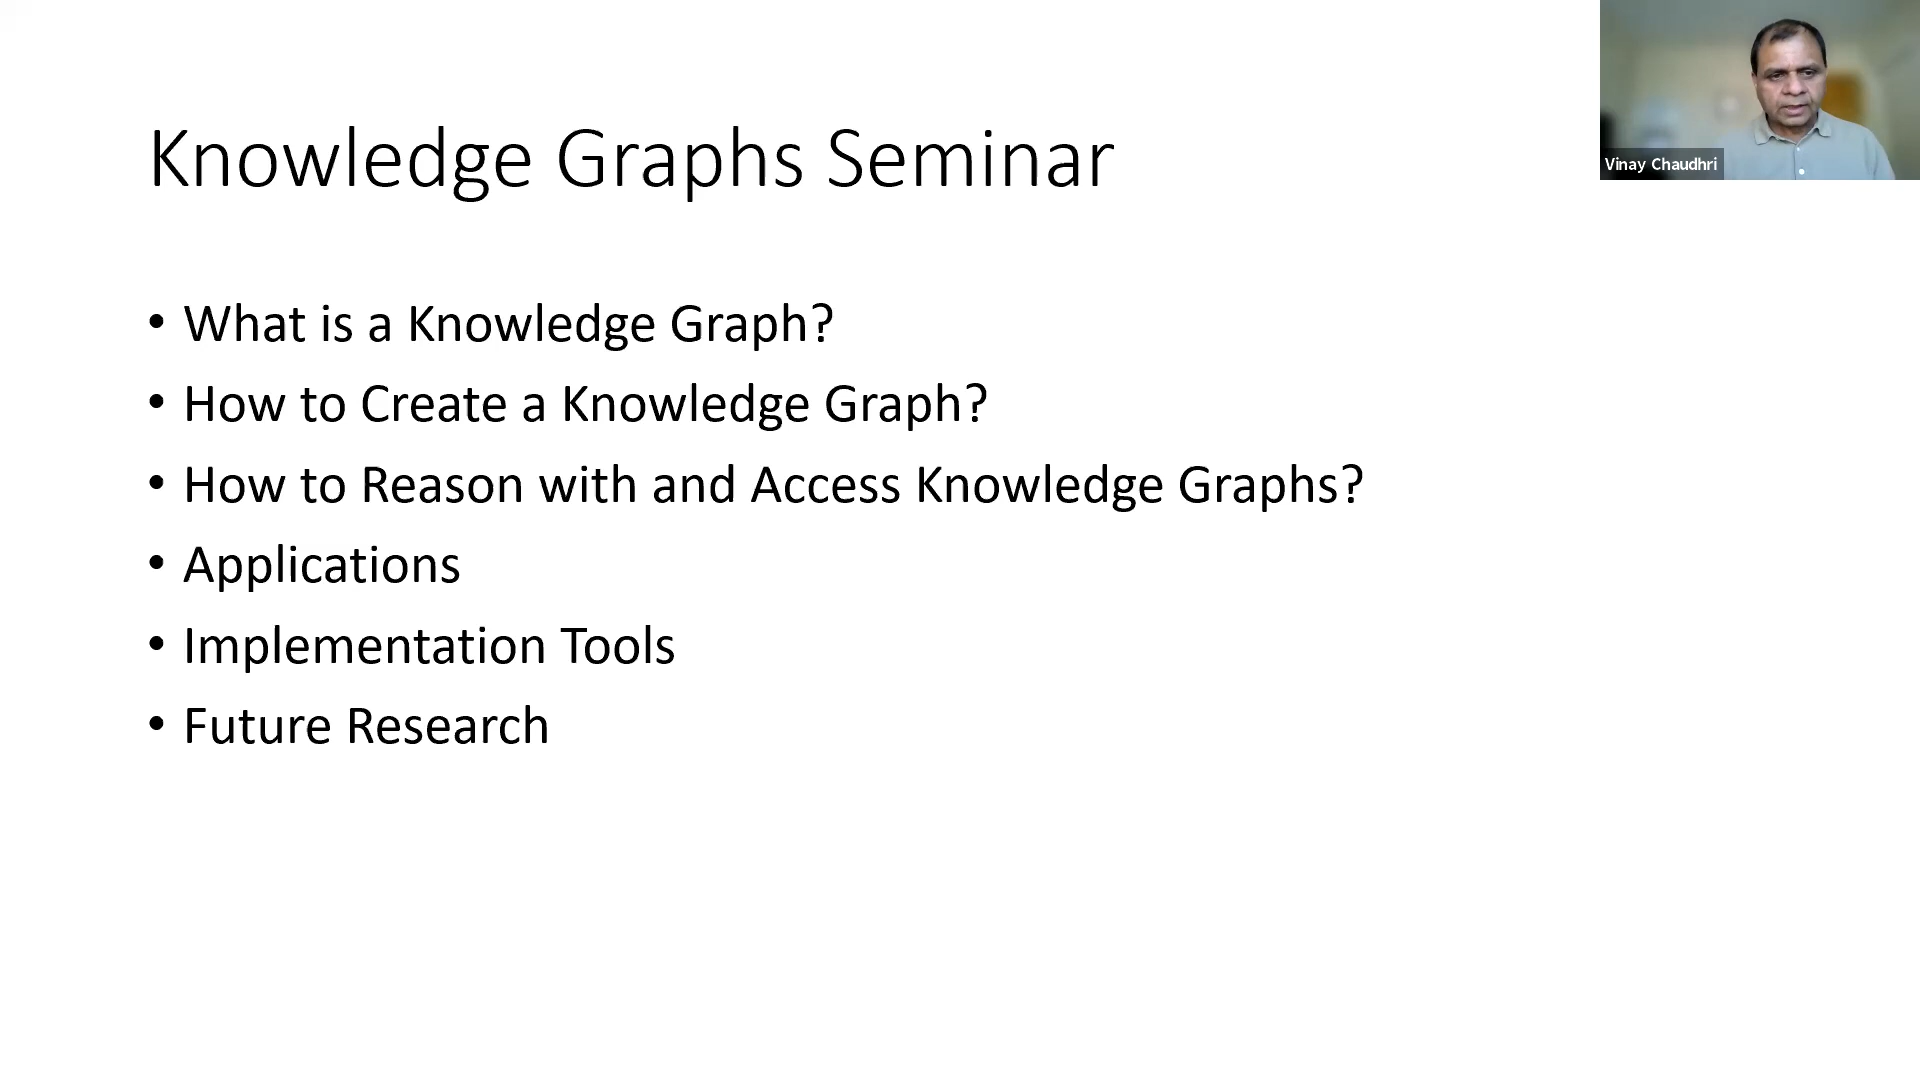 Knowledge Graphs Seminar
• What is a Knowledge Graph?
• How to Create a Knowledge Graph?
• How to Reason with and Access Knowledge Graphs?
• Applications
• Implementation Tools
• Future Research
Vinay Chaudhri